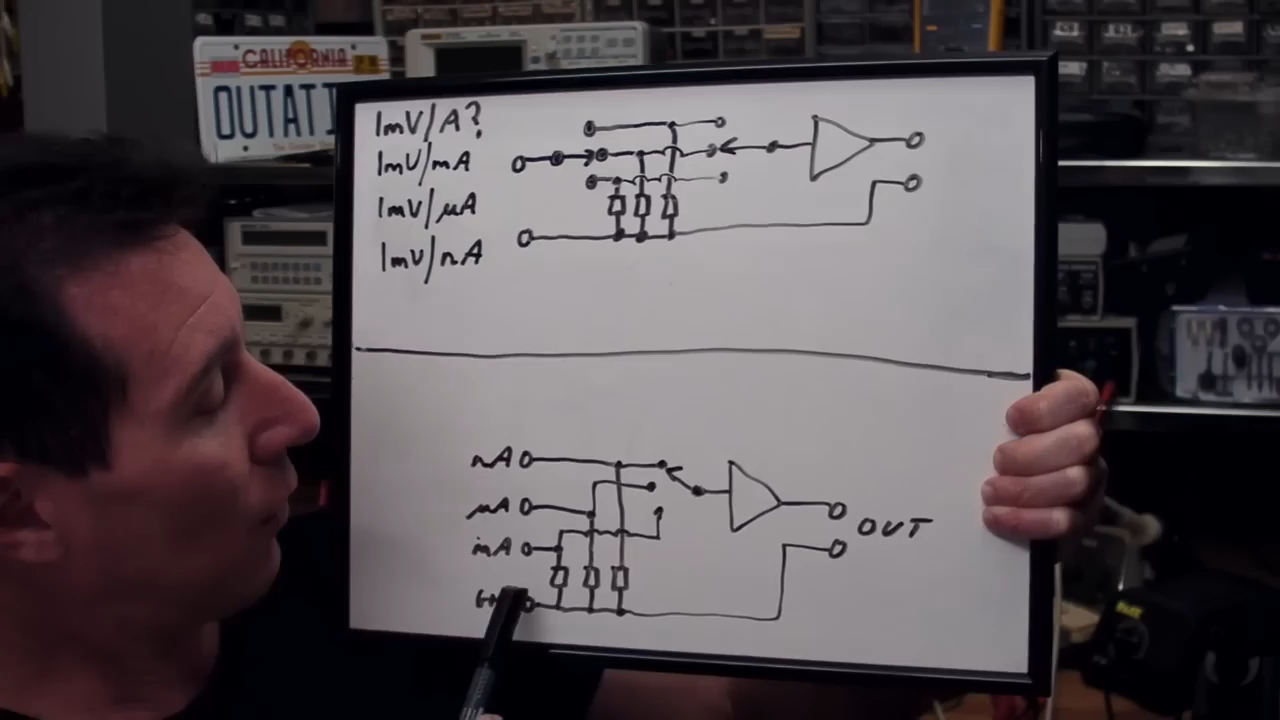 CALIFORNIA
OUTATI
1mV/A?
1mV/mA
1mV/µA
1mV/nA
nA
µA
mA
OUT